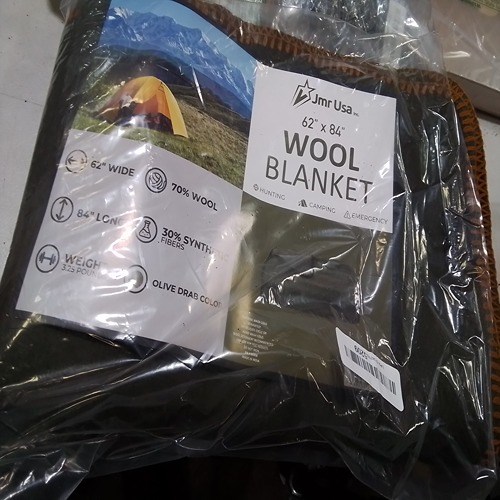 Jmr Usa INC.
62" x 84"
WOOL
BLANKET
HUNTING
CAMPING
EMERGENCY
62" WIDE
70% WOOL
84" LONG
30% SYNTH
FIBERS
WEIGH
OLIVE DRAB COLOR